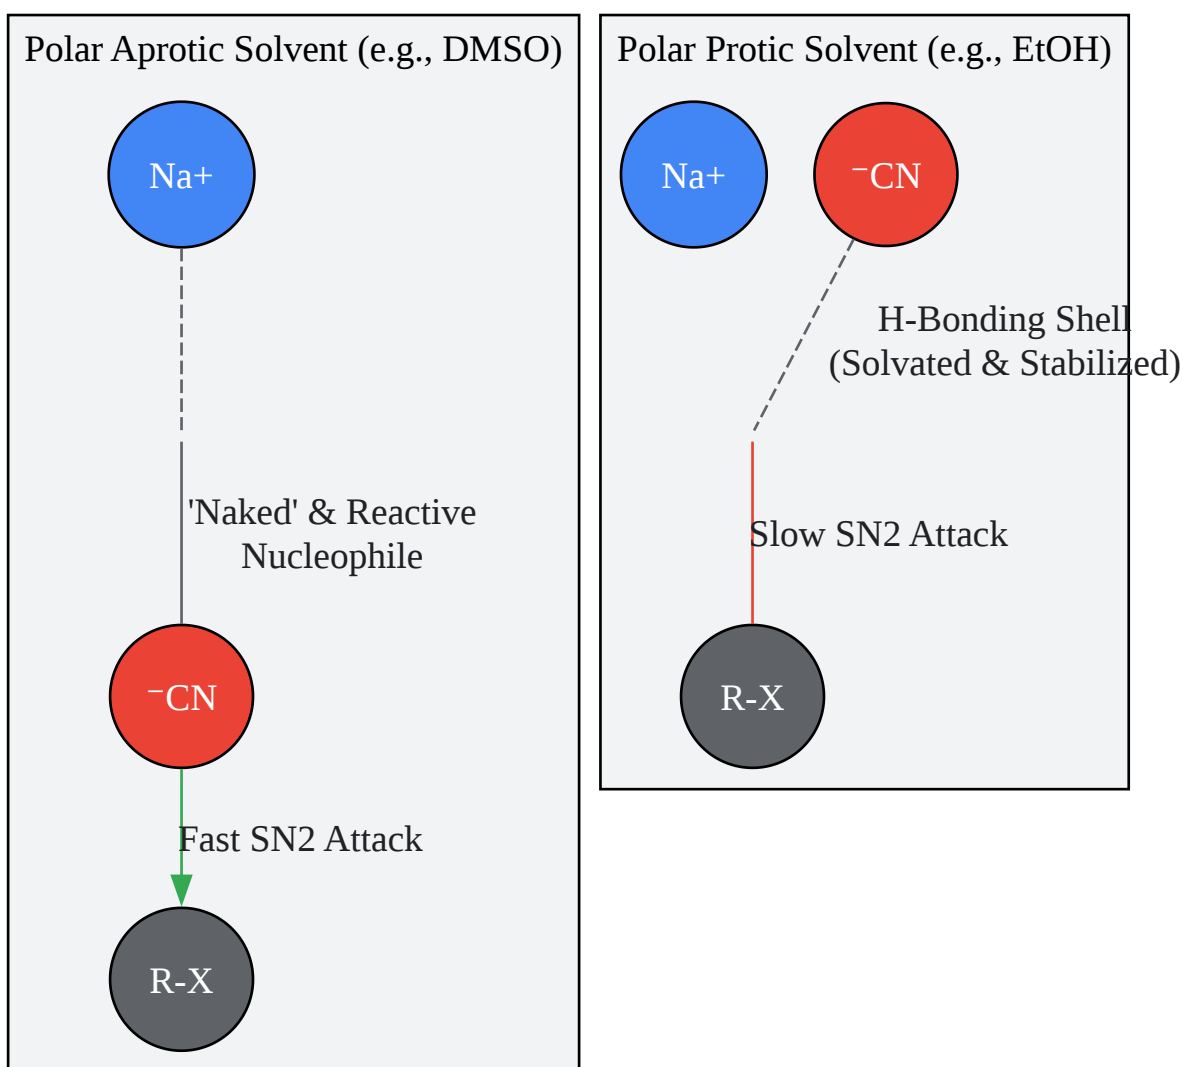 Polar Aprotic Solvent (e.g., DMSO)
Na+
'Naked' & Reactive
Nucleophile
⁻CN
Fast SN2 Attack
R-X
Polar Protic Solvent (e.g., EtOH)
Na+
⁻CN
H-Bonding Shell
(Solvated & Stabilized)
Slow SN2 Attack
R-X